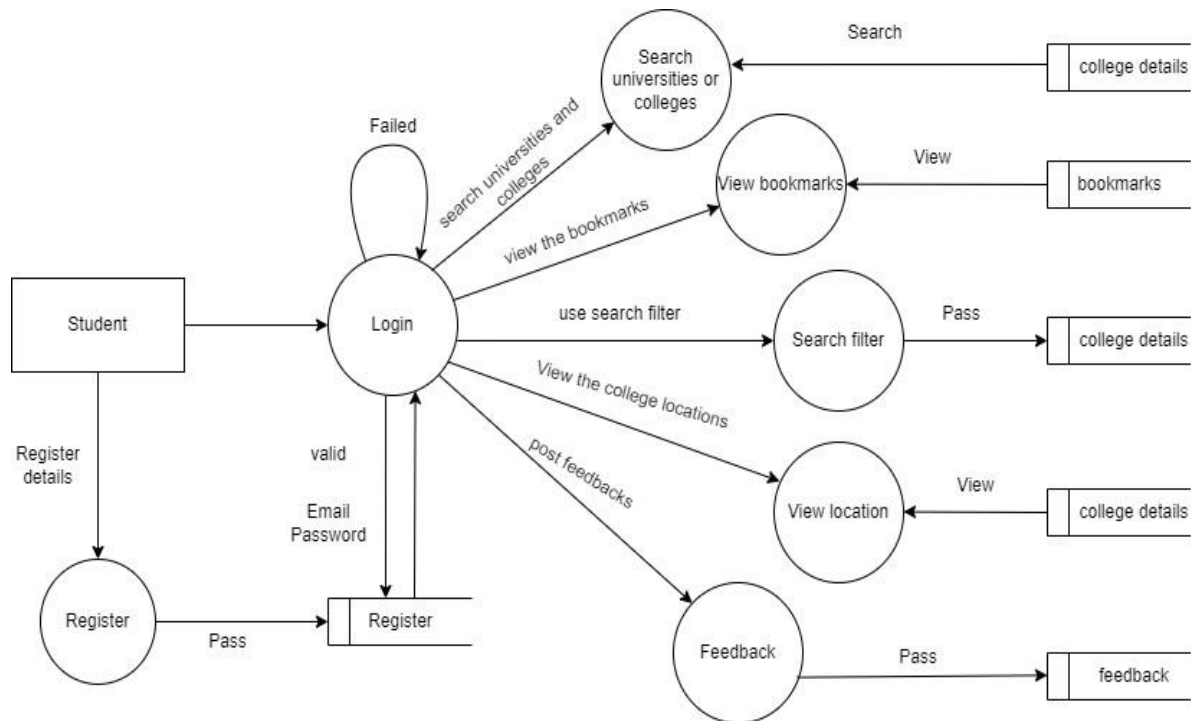 Search
Search
universities or
colleges
college details
Failed
search universities and
colleges
View
View bookmarks
bookmarks
view the bookmarks
Student
Login
use search filter
Search filter
Pass
college details
View the college locations
Register
details
valid
post feedbacks
View
View location
college details
Email
Password
Register
Pass
Register
Feedback
Pass
feedback